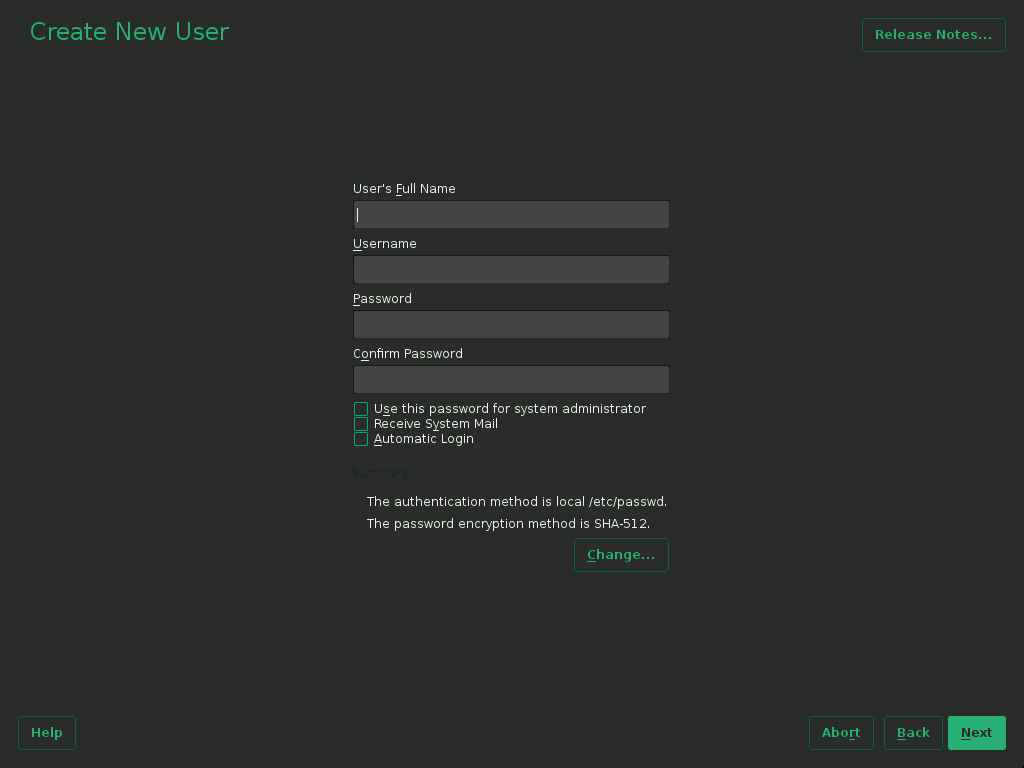 Create New User
Release Notes...
User's Full Name
Username
Password
Confirm Password
Use this password for system administrator
Receive System Mail
Automatic Login
Summary
The authentication method is local /etc/passwd.
The password encryption method is SHA-512.
Change...
Help
Abort
Back
Next